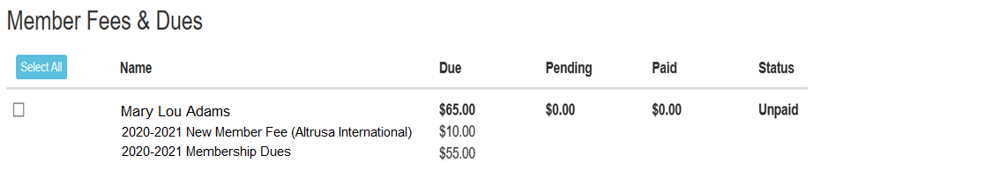 Member Fees & Dues
Select All Name Due Pending Paid Status
Mary Lou Adams $65.00 $0.00 $0.00 Unpaid
2020-2021 New Member Fee (Altrusa International) $10.00
2020-2021 Membership Dues $55.00